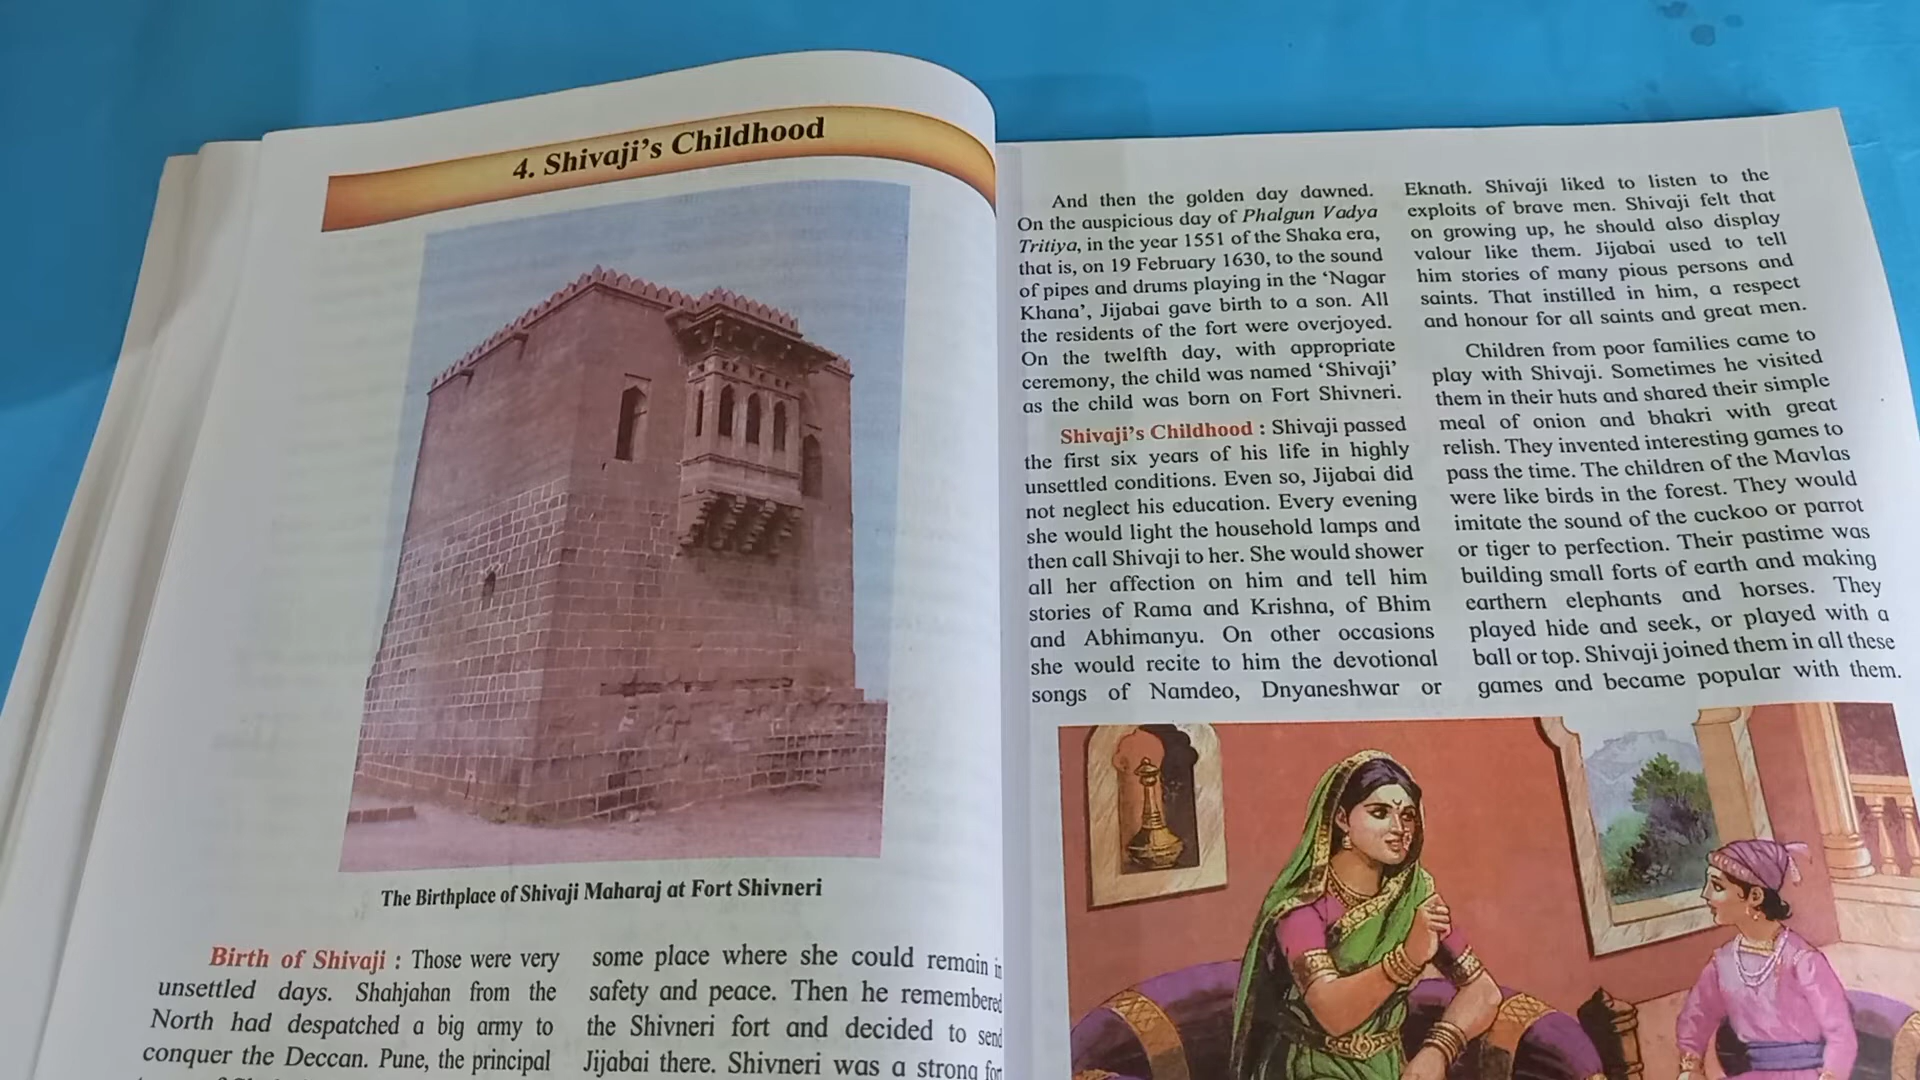 4. Shivaji's Childhood
The Birthplace of Shivaji Maharaj at Fort Shivneri
Birth of Shivaji : Those were very
unsettled days. Shahjahan from the
North had despatched a big army to
conquer the Deccan. Pune, the principal
some place where she could remain in
safety and peace. Then he remembered
the Shivneri fort and decided to send
Jijabai there. Shivneri was a strong
And then the golden day dawned.
On the auspicious day of Phalgun Vadya
Tritiya, in the year 1551 of the Shaka era,
that is, on 19 February 1630, to the sound
of pipes and drums playing in the 'Nagar
Khana', Jijabai gave birth to a son. All
the residents of the fort were overjoyed.
On the twelfth day, with appropriate
ceremony, the child was named 'Shivaji'
as the child was born on Fort Shivneri.
Shivaji's Childhood : Shivaji passed
the first six years of his life in highly
unsettled conditions. Even so, Jijabai did
not neglect his education. Every evening
she would light the household lamps and
then call Shivaji to her. She would shower
all her affection on him and tell him
stories of Rama and Krishna, of Bhim
and Abhimanyu. On other occasions
she would recite to him the devotional
songs of Namdeo, Dnyaneshwar or
Eknath. Shivaji liked to listen to the
exploits of brave men. Shivaji felt that
on growing up, he should also display
valour like them. Jijabai used to tell
him stories of many pious persons and
saints. That instilled in him, a respect
and honour for all saints and great men.
Children from poor families came to
play with Shivaji. Sometimes he visited
them in their huts and shared their simple
meal of onion and bhakri with great
relish. They invented interesting games to
pass the time. The children of the Mavlas
were like birds in the forest. They would
imitate the sound of the cuckoo or parrot
or tiger to perfection. Their pastime was
building small forts of earth and making
earthern elephants and horses. They
played hide and seek, or played with a
ball or top. Shivaji joined them in all these
games and became popular with them.